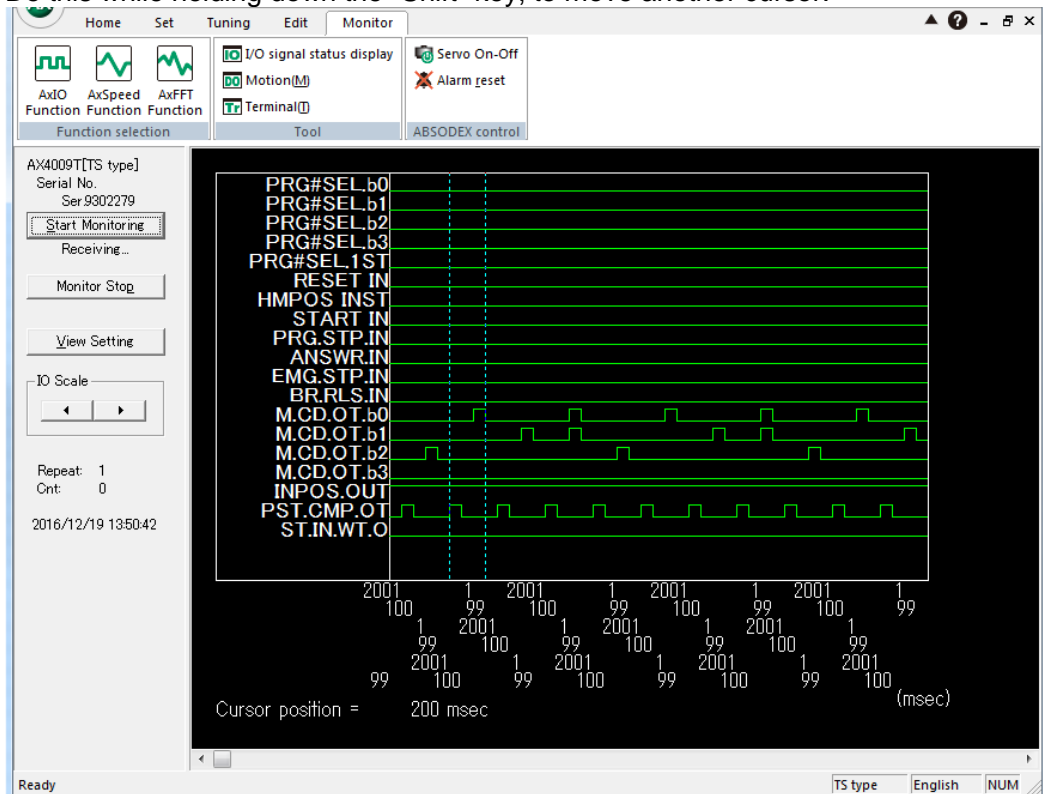 Do this while holding down the "Shift" key, to move another cursor.
Home Set Tuning Edit Monitor
AxIO Function
AxSpeed Function
AxFFT Function
Function selection
I/O signal status display
Motion(M)
Terminal(T)
Tool
Servo On-Off
Alarm reset
ABSODEX control
AX4009T[TS type]
Serial No.
Ser.9302279
Start Monitoring
Receiving...
Monitor Stop
View Setting
IO Scale
Repeat: 1
Cnt: 0
2016/12/19 13:50:42
PRG#SEL.b0
PRG#SEL.b1
PRG#SEL.b2
PRG#SEL.b3
PRG#SEL.1ST
RESET IN
HMPOS INST
START IN
PRG.STP.IN
ANSWR.IN
EMG.STP.IN
BR.RLS.IN
M.CD.OT.b0
M.CD.OT.b1
M.CD.OT.b2
M.CD.OT.b3
INPOS.OUT
PST.CMP.OT
ST.IN.WT.O
2001 1 2001 1 2001 1 2001 1
100 99 100 99 100 99 100 99
1 2001 1 2001 1 2001 1
99 100 99 100 99 100 99
2001 1 2001 1 2001 1 2001
99 100 99 100 99 100 99 100
(msec)
Cursor position = 200 msec
Ready TS type English NUM